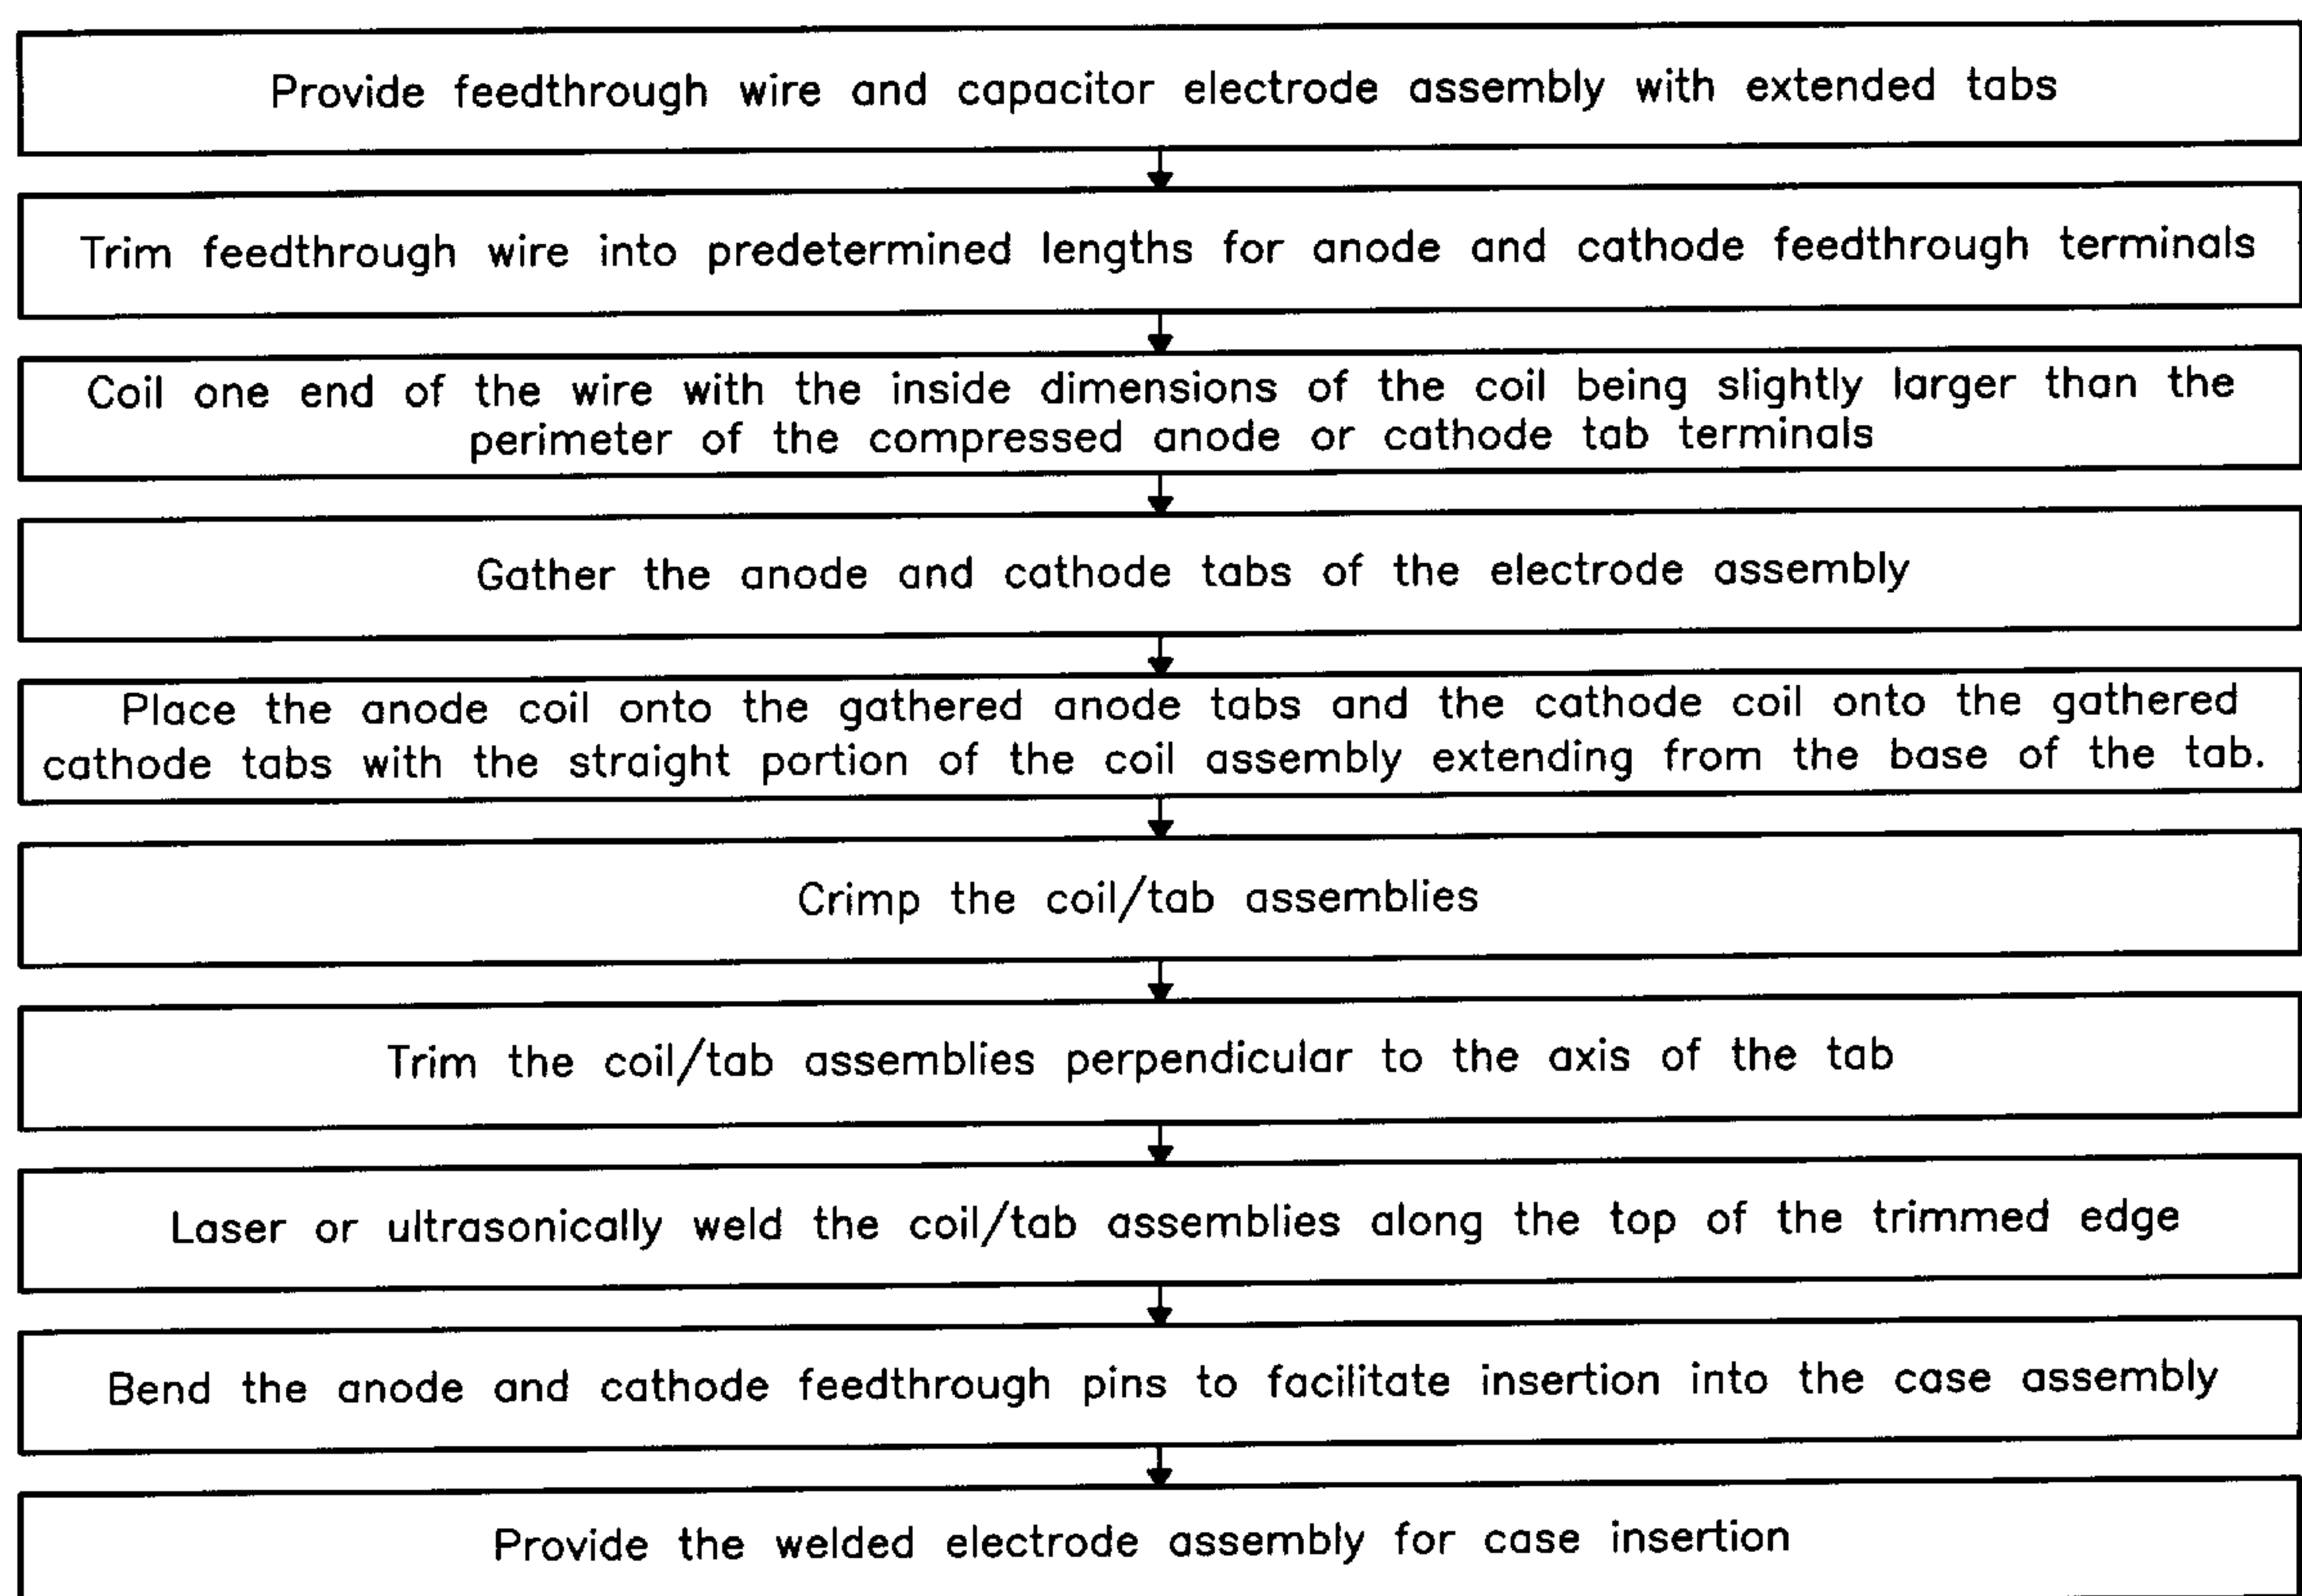 Provide feedthrough wire and capacitor electrode assembly with extended tabs
Trim feedthrough wire into predetermined lengths for anode and cathode feedthrough terminals
Coil one end of the wire with the inside dimensions of the coil being slightly larger than the
perimeter of the compressed anode or cathode tab terminals
Gather the anode and cathode tabs of the electrode assembly
Place the anode coil onto the gathered anode tabs and the cathode coil onto the gathered
cathode tabs with the straight portion of the coil assembly extending from the base of the tab.
Crimp the coil/tab assemblies
Trim the coil/tab assemblies perpendicular to the axis of the tab
Laser or ultrasonically weld the coil/tab assemblies along the top of the trimmed edge
Bend the anode and cathode feedthrough pins to facilitate insertion into the case assembly
Provide the welded electrode assembly for case insertion